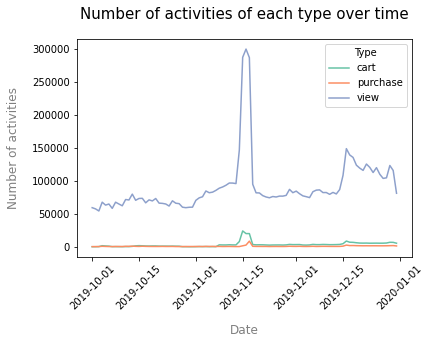 Number of activities of each type over time
Number of activities
300000
250000
200000
150000
100000
50000
0
Type
cart
purchase
view
2019-10-01
2019-10-15
2019-11-01
2019-11-15
2019-12-01
2019-12-15
2020-01-01
Date